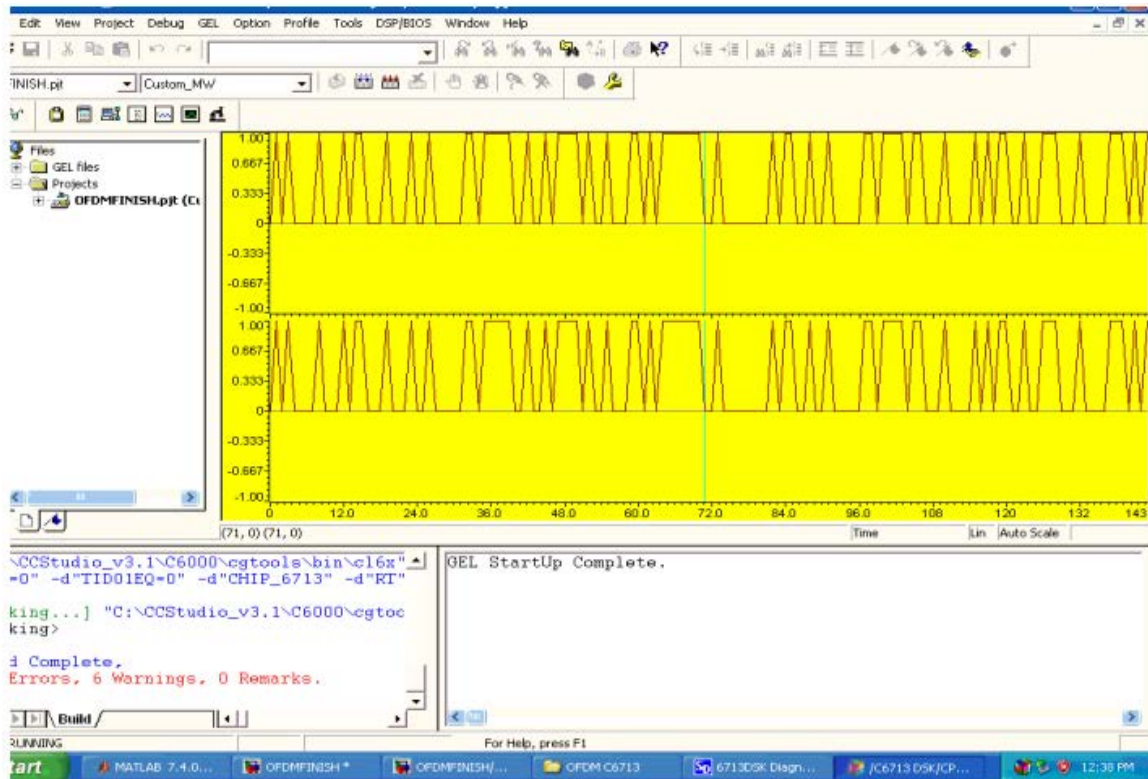 Edit View Project Debug GEL Option Profile Tools DSP/BIOS Window Help
FINISH.pjt Custom_MW
Files
GEL files
Projects
OFDMFINISH.pjt (Cu
1.00
0.667
0.333
0
-0.333
-0.667
-1.00
1.00
0.667
0.333
0
-0.333
-0.667
-1.00
0 12.0 24.0 36.0 48.0 60.0 72.0 84.0 96.0 108 120 132 143
(71, 0) (71, 0) Time Lin Auto Scale
\CCStudio_v3.1\C6000\cgtools\bin\cl6x"
=0" -d"TID01EQ=0" -d"CHIP_6713" -d"RT"
king...] "C:\CCStudio_v3.1\C6000\cgtoc
king>
d Complete,
Errors, 6 Warnings, 0 Remarks.
Build
GEL StartUp Complete.
RUNNING For Help, press F1
start MATLAB 7.4.0... OFDMFINISH * OFDMFINISH/... OFDM C6713 6713DSK Diagn... /C6713 DSK/CP... 12:38 PM